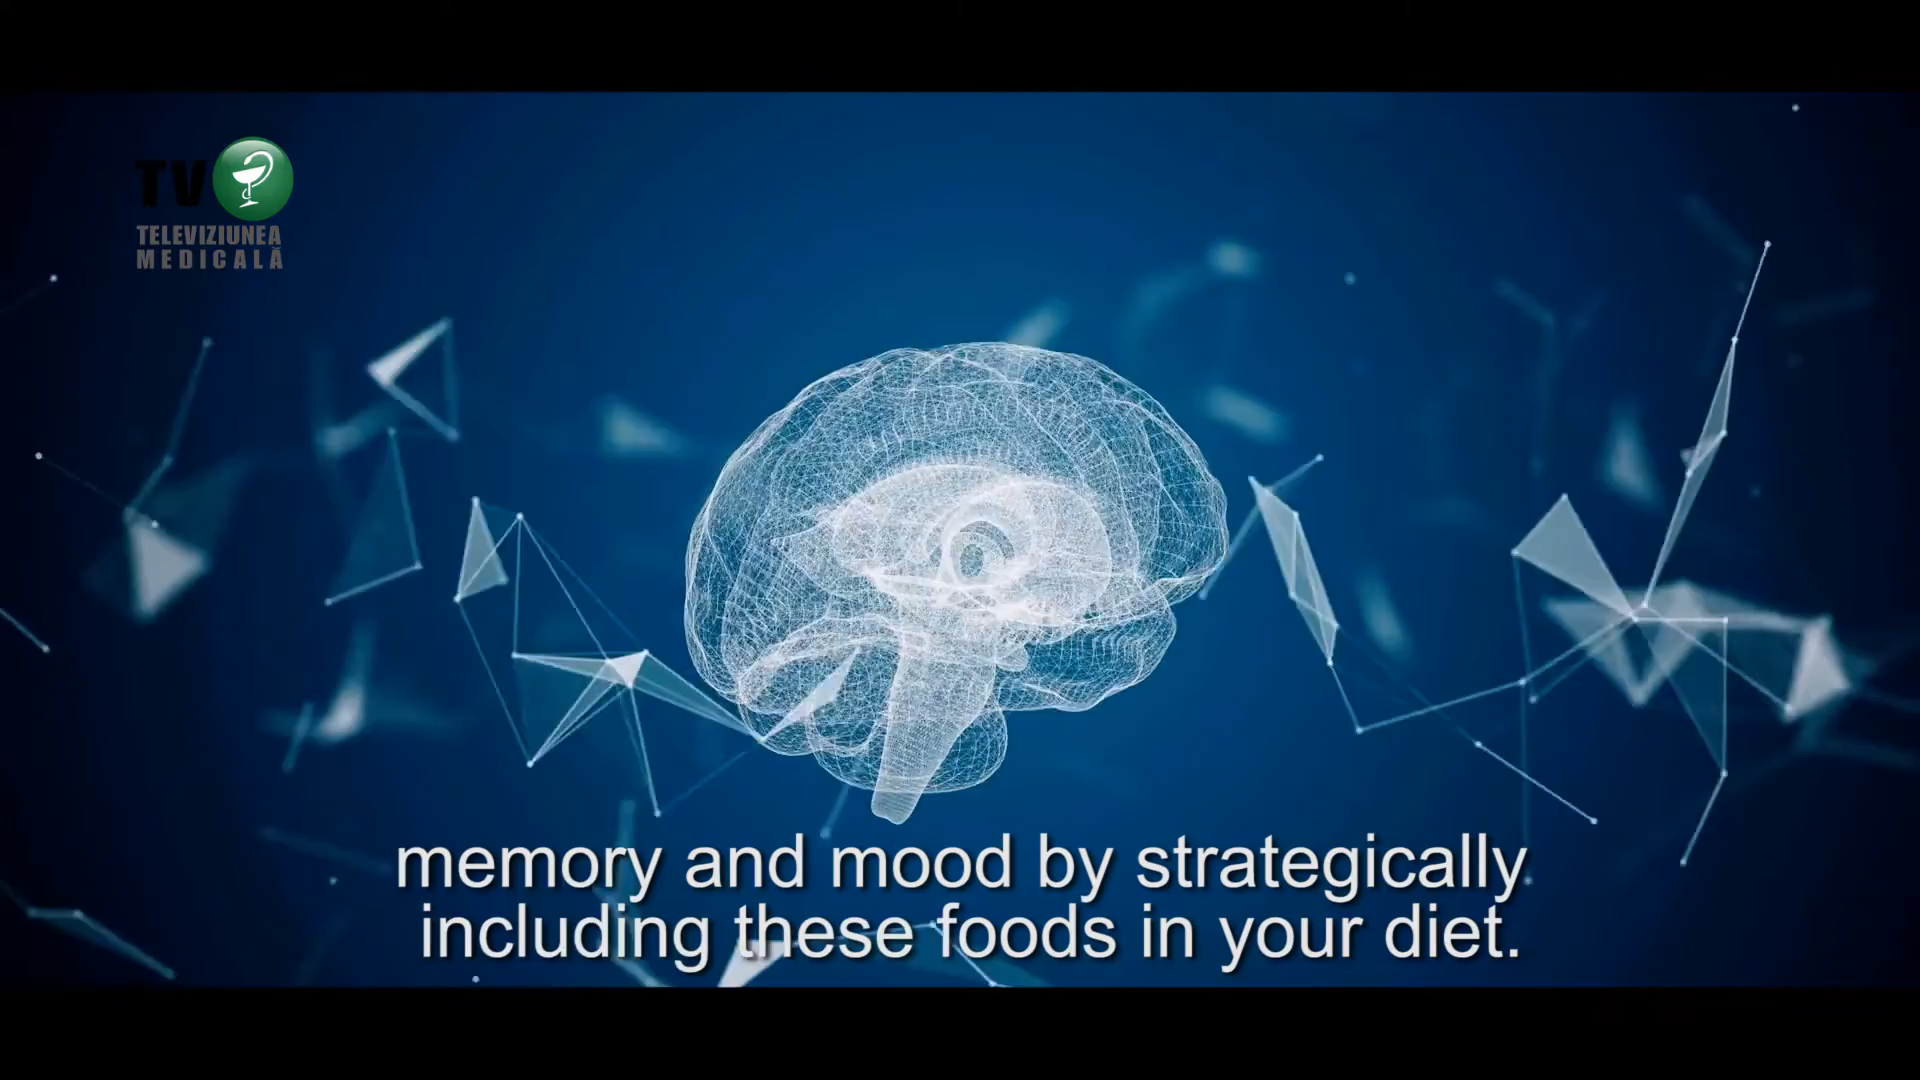 TV
TELEVIZIUNEA
MEDICALĂ
memory and mood by strategically
including these foods in your diet.